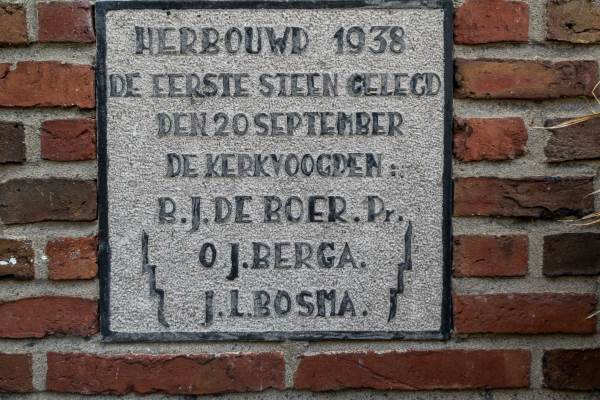 HERBOUWD 1938
DE EERSTE STEEN GELEGD
DEN 20 SEPTEMBER
DE KERKVOOGDEN:
B.J. DE BOER. Pr.
O J. BERGA.
J. L. BOSMA.